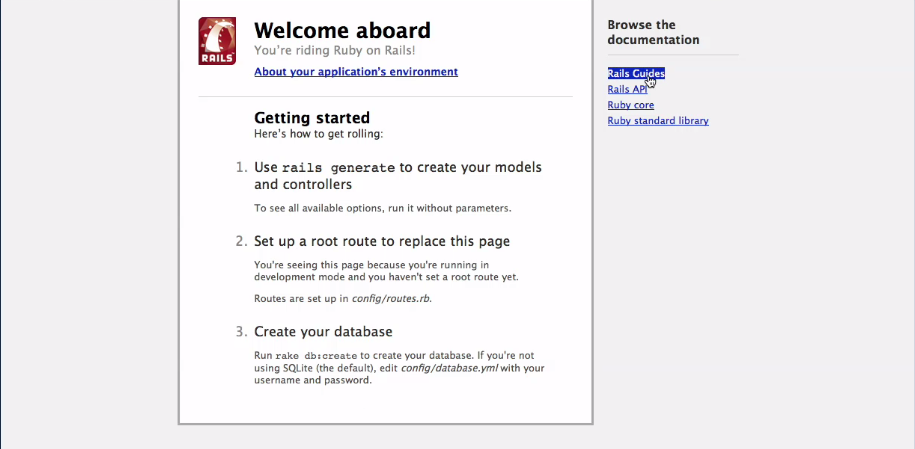 RAILS
Welcome aboard
You're riding Ruby on Rails!
About your application's environment
Getting started
Here's how to get rolling:
1. Use rails generate to create your models
and controllers
To see all available options, run it without parameters.
2. Set up a root route to replace this page
You're seeing this page because you're running in
development mode and you haven't set a root route yet.
Routes are set up in config/routes.rb.
3. Create your database
Run rake db:create to create your database. If you're not
using SQLite (the default), edit config/database.yml with your
username and password.
Browse the
documentation
Rails Guides
Rails API
Ruby core
Ruby standard library